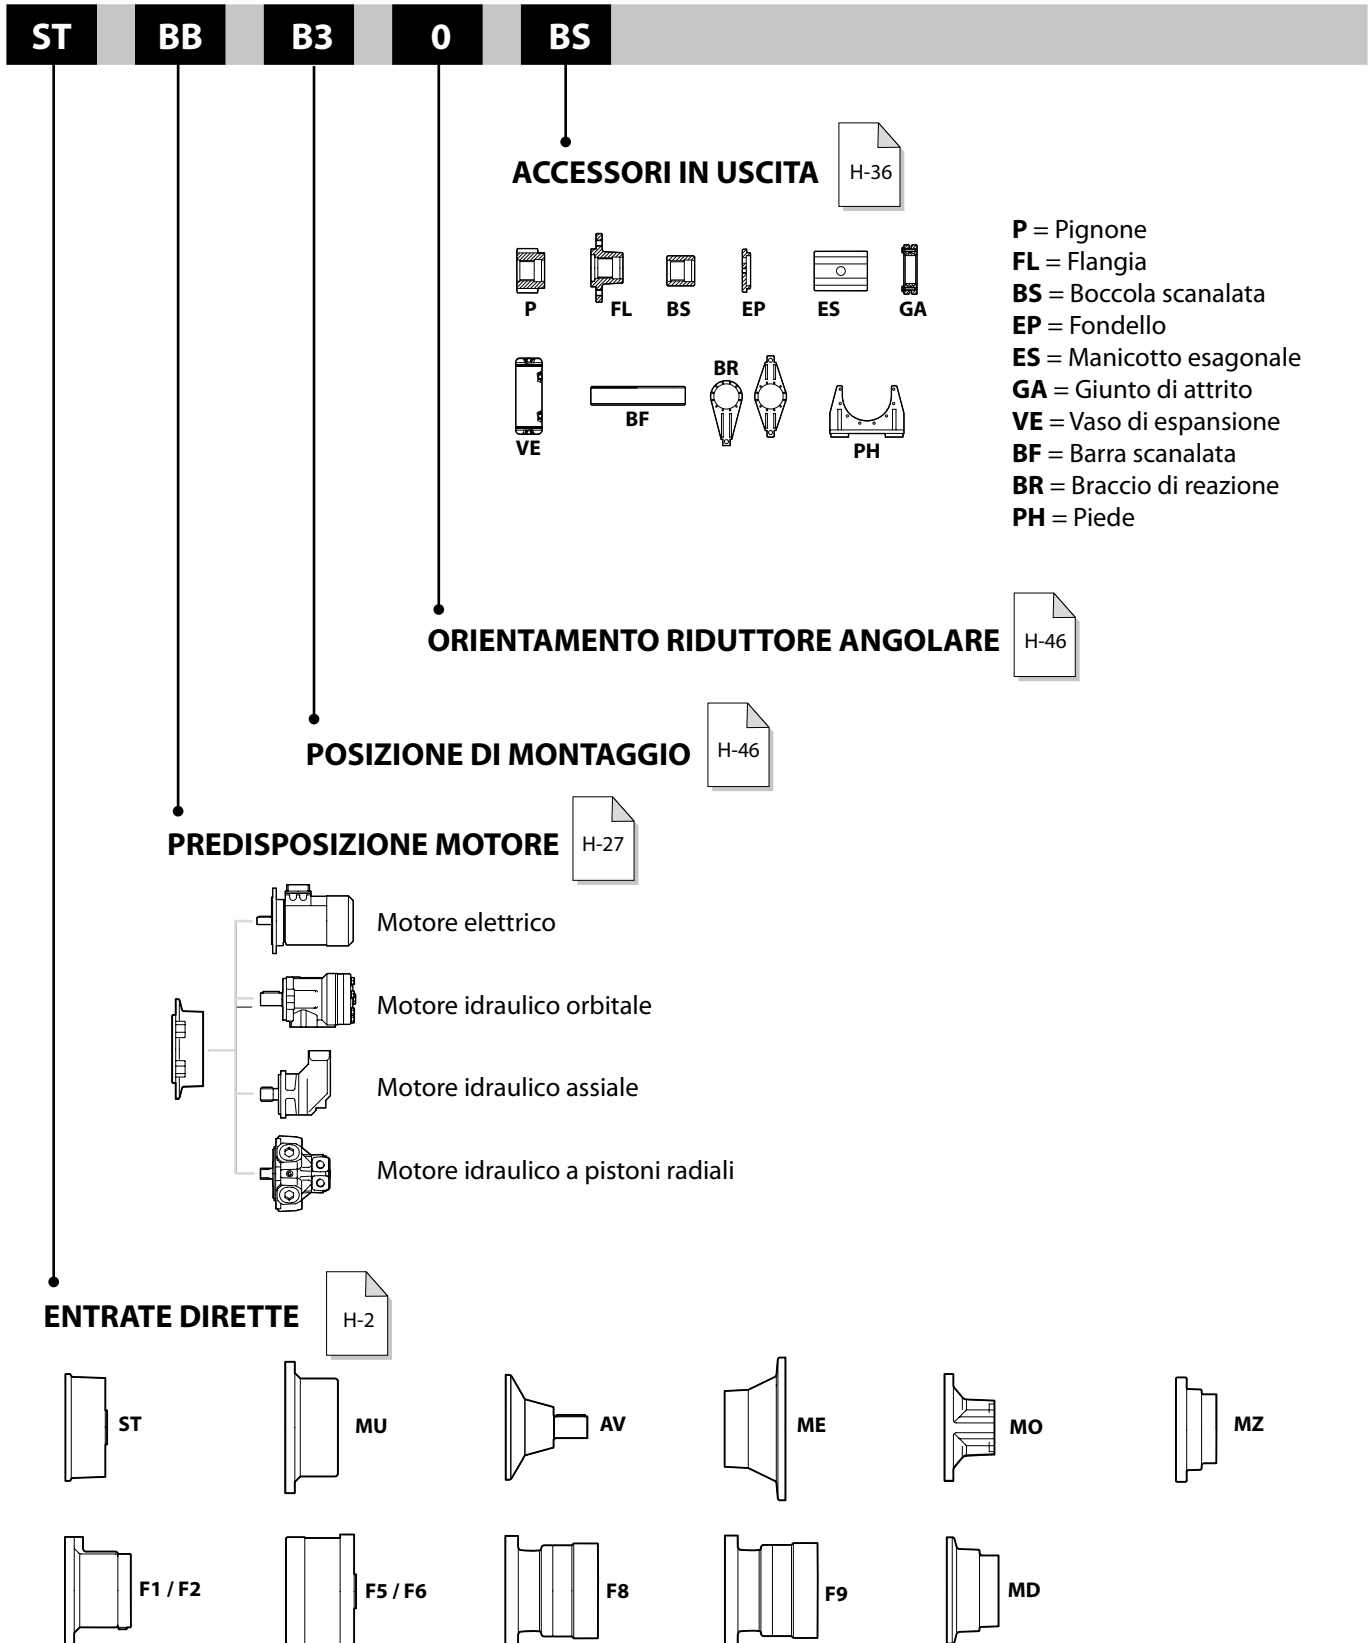 ST BB B3 0 BS
ACCESSORI IN USCITA H-36
P FL BS EP ES GA
VE BF BR PH
P = Pignone
FL = Flangia
BS = Boccola scanalata
EP = Fondello
ES = Manicotto esagonale
GA = Giunto di attrito
VE = Vaso di espansione
BF = Barra scanalata
BR = Braccio di reazione
PH = Piede
ORIENTAMENTO RIDUTTORE ANGOLARE H-46
POSIZIONE DI MONTAGGIO H-46
PREDISPOSIZIONE MOTORE H-27
Motore elettrico
Motore idraulico orbitale
Motore idraulico assiale
Motore idraulico a pistoni radiali
ENTRATE DIRETTE H-2
ST MU AV ME MO MZ
F1 / F2 F5 / F6 F8 F9 MD